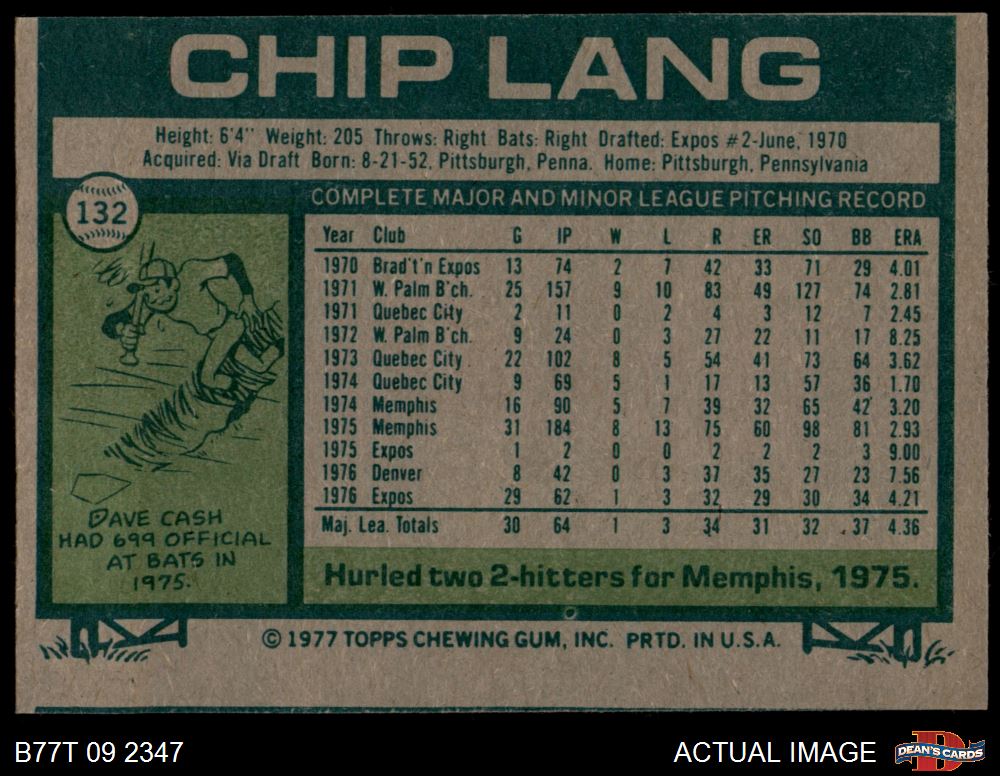 CHIP LANG
Height: 6'4" Weight: 205 Throws: Right Bats: Right Drafted: Expos #2-June, 1970
Acquired: Via Draft Born: 8-21-52, Pittsburgh, Penna. Home: Pittsburgh, Pennsylvania
132
COMPLETE MAJOR AND MINOR LEAGUE PITCHING RECORD
Year Club G IP W L R ER SO BB ERA
1970 Brad't'n Expos 13 74 2 7 42 33 71 29 4.01
1971 W. Palm B'ch. 25 157 9 10 83 49 127 74 2.81
1971 Quebec City 2 11 0 2 4 3 12 7 2.45
1972 W. Palm B'ch. 9 24 0 3 27 22 11 17 8.25
1973 Quebec City 22 102 8 5 54 41 73 64 3.62
1974 Quebec City 9 69 5 1 17 13 57 36 1.70
1974 Memphis 16 90 5 7 39 32 65 42 3.20
1975 Memphis 31 184 8 13 75 60 98 81 2.93
1975 Expos 1 2 0 0 2 2 2 3 9.00
1976 Denver 8 42 0 3 37 35 27 23 7.56
1976 Expos 29 62 1 3 32 29 30 34 4.21
Maj. Lea. Totals 30 64 1 3 34 31 32 37 4.36
DAVE CASH
HAD 699 OFFICIAL
AT BATS IN
1975.
Hurled two 2-hitters for Memphis, 1975.
© 1977 TOPPS CHEWING GUM, INC. PRTD. IN U.S.A.
B77T 09 2347
ACTUAL IMAGE
DEAN'S CARDS